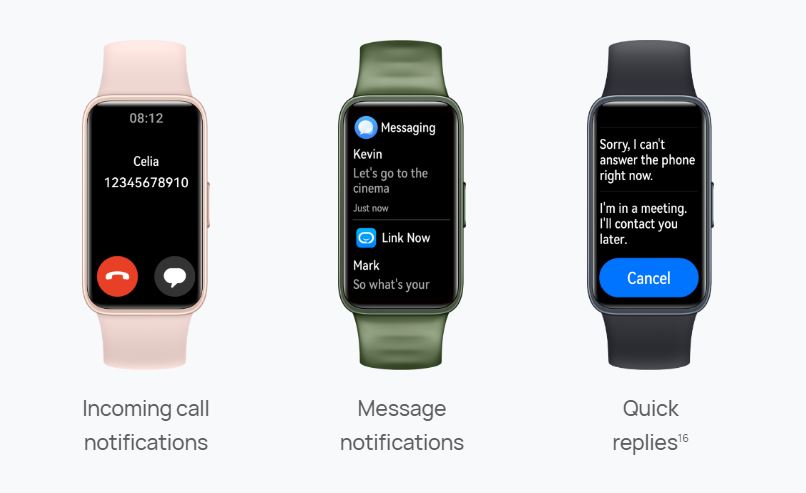 08:12
Celia
12345678910
Incoming call
notifications
Messaging
Kevin
Let's go to the
cinema
Just now
Link Now
Mark
So what's your
Message
notifications
Sorry, I can't
answer the phone
right now.
I'm in a meeting.
I'll contact you
later.
Cancel
Quick
replies16